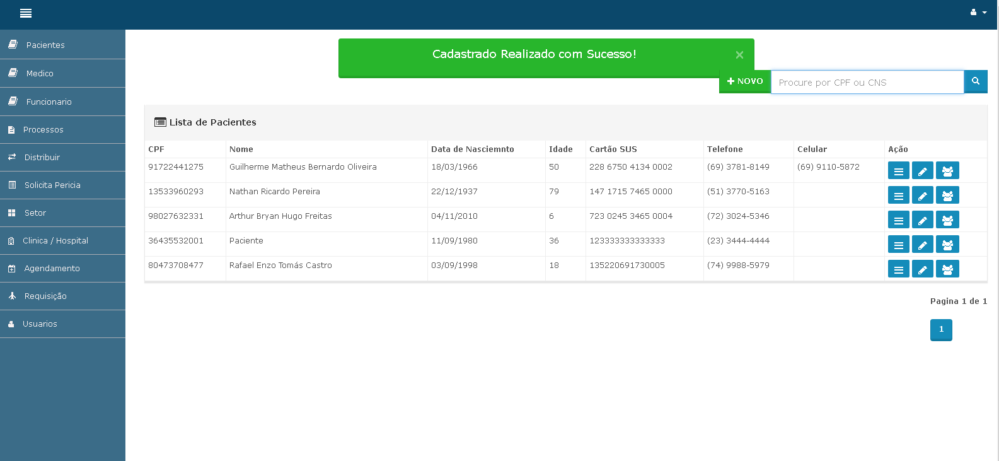 Pacientes
Medico
Funcionario
Processos
Distribuir
Solicita Pericia
Setor
Clinica / Hospital
Agendamento
Requisição
Usuarios
Cadastrado Realizado com Sucesso! ×
NOVO Procure por CPF ou CNS
Lista de Pacientes
CPF Nome Data de Nasciemnto Idade Cartão SUS Telefone Celular Ação
91722441275 Guilherme Matheus Bernardo Oliveira 18/03/1966 50 228 6750 4134 0002 (69) 3781-8149 (69) 9110-5872
13533960293 Nathan Ricardo Pereira 22/12/1937 79 147 1715 7465 0000 (51) 3770-5163
98027632331 Arthur Bryan Hugo Freitas 04/11/2010 6 723 0245 3465 0004 (72) 3024-5346
36435532001 Paciente 11/09/1980 36 123333333333333 (23) 3444-4444
80473708477 Rafael Enzo Tomás Castro 03/09/1998 18 135220691730005 (74) 9988-5979
Pagina 1 de 1
1